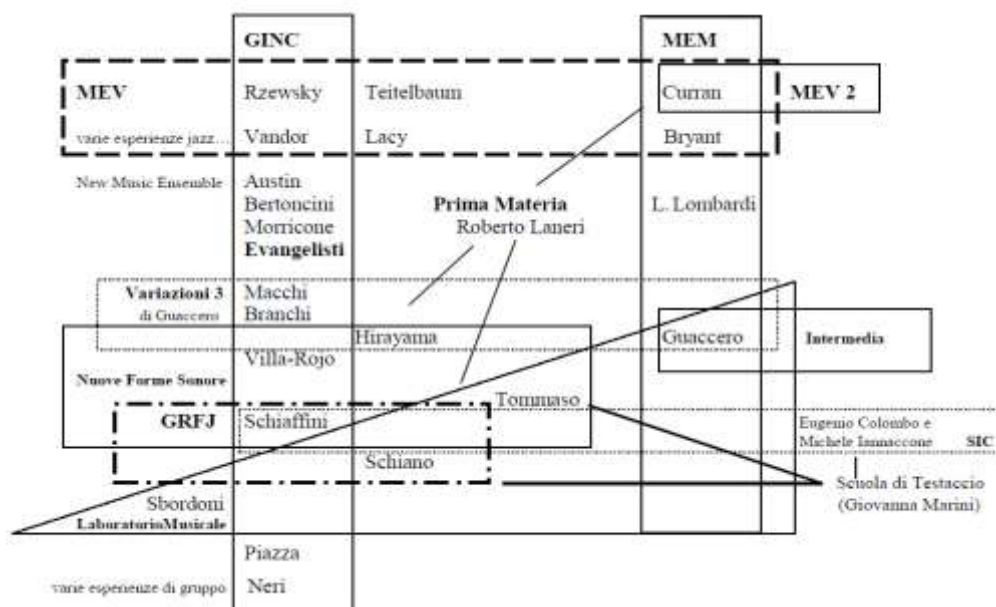 GINC MEM
MEV Rzewsky Teitelbaum Curran MEV 2
varie esperienze jazz... Vandor Lacy Bryant
New Music Ensemble Austin
Bertoncini Prima Materia L. Lombardi
Morricone Roberto Laneri
Evangelisti
Variazioni 3 Macchi
di Guaccero Branchi
Hirayama Guaccero Intermedia
Villa-Rojo
Nuove Forme Sonore
Tommaso
GRFJ Schiaffini Eugenio Colombo e
Michele Iannaccone SIC
Schiano
Scuola di Testaccio
Sbordoni (Giovanna Marini)
LaboratorioMusicale
Piazza
varie esperienze di gruppo Neri